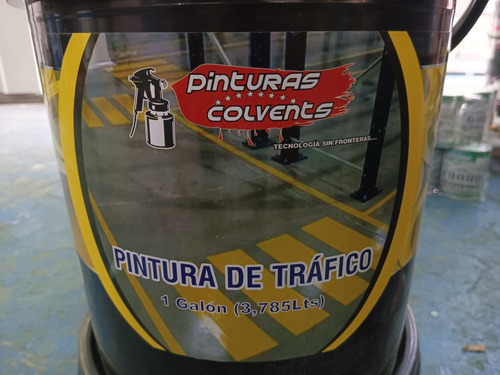 PINTURAS
COLVENTS
TECNOLOGIA SIN FRONTERAS...
PINTURA DE TRÁFICO
1 Galón (3,785Lts)